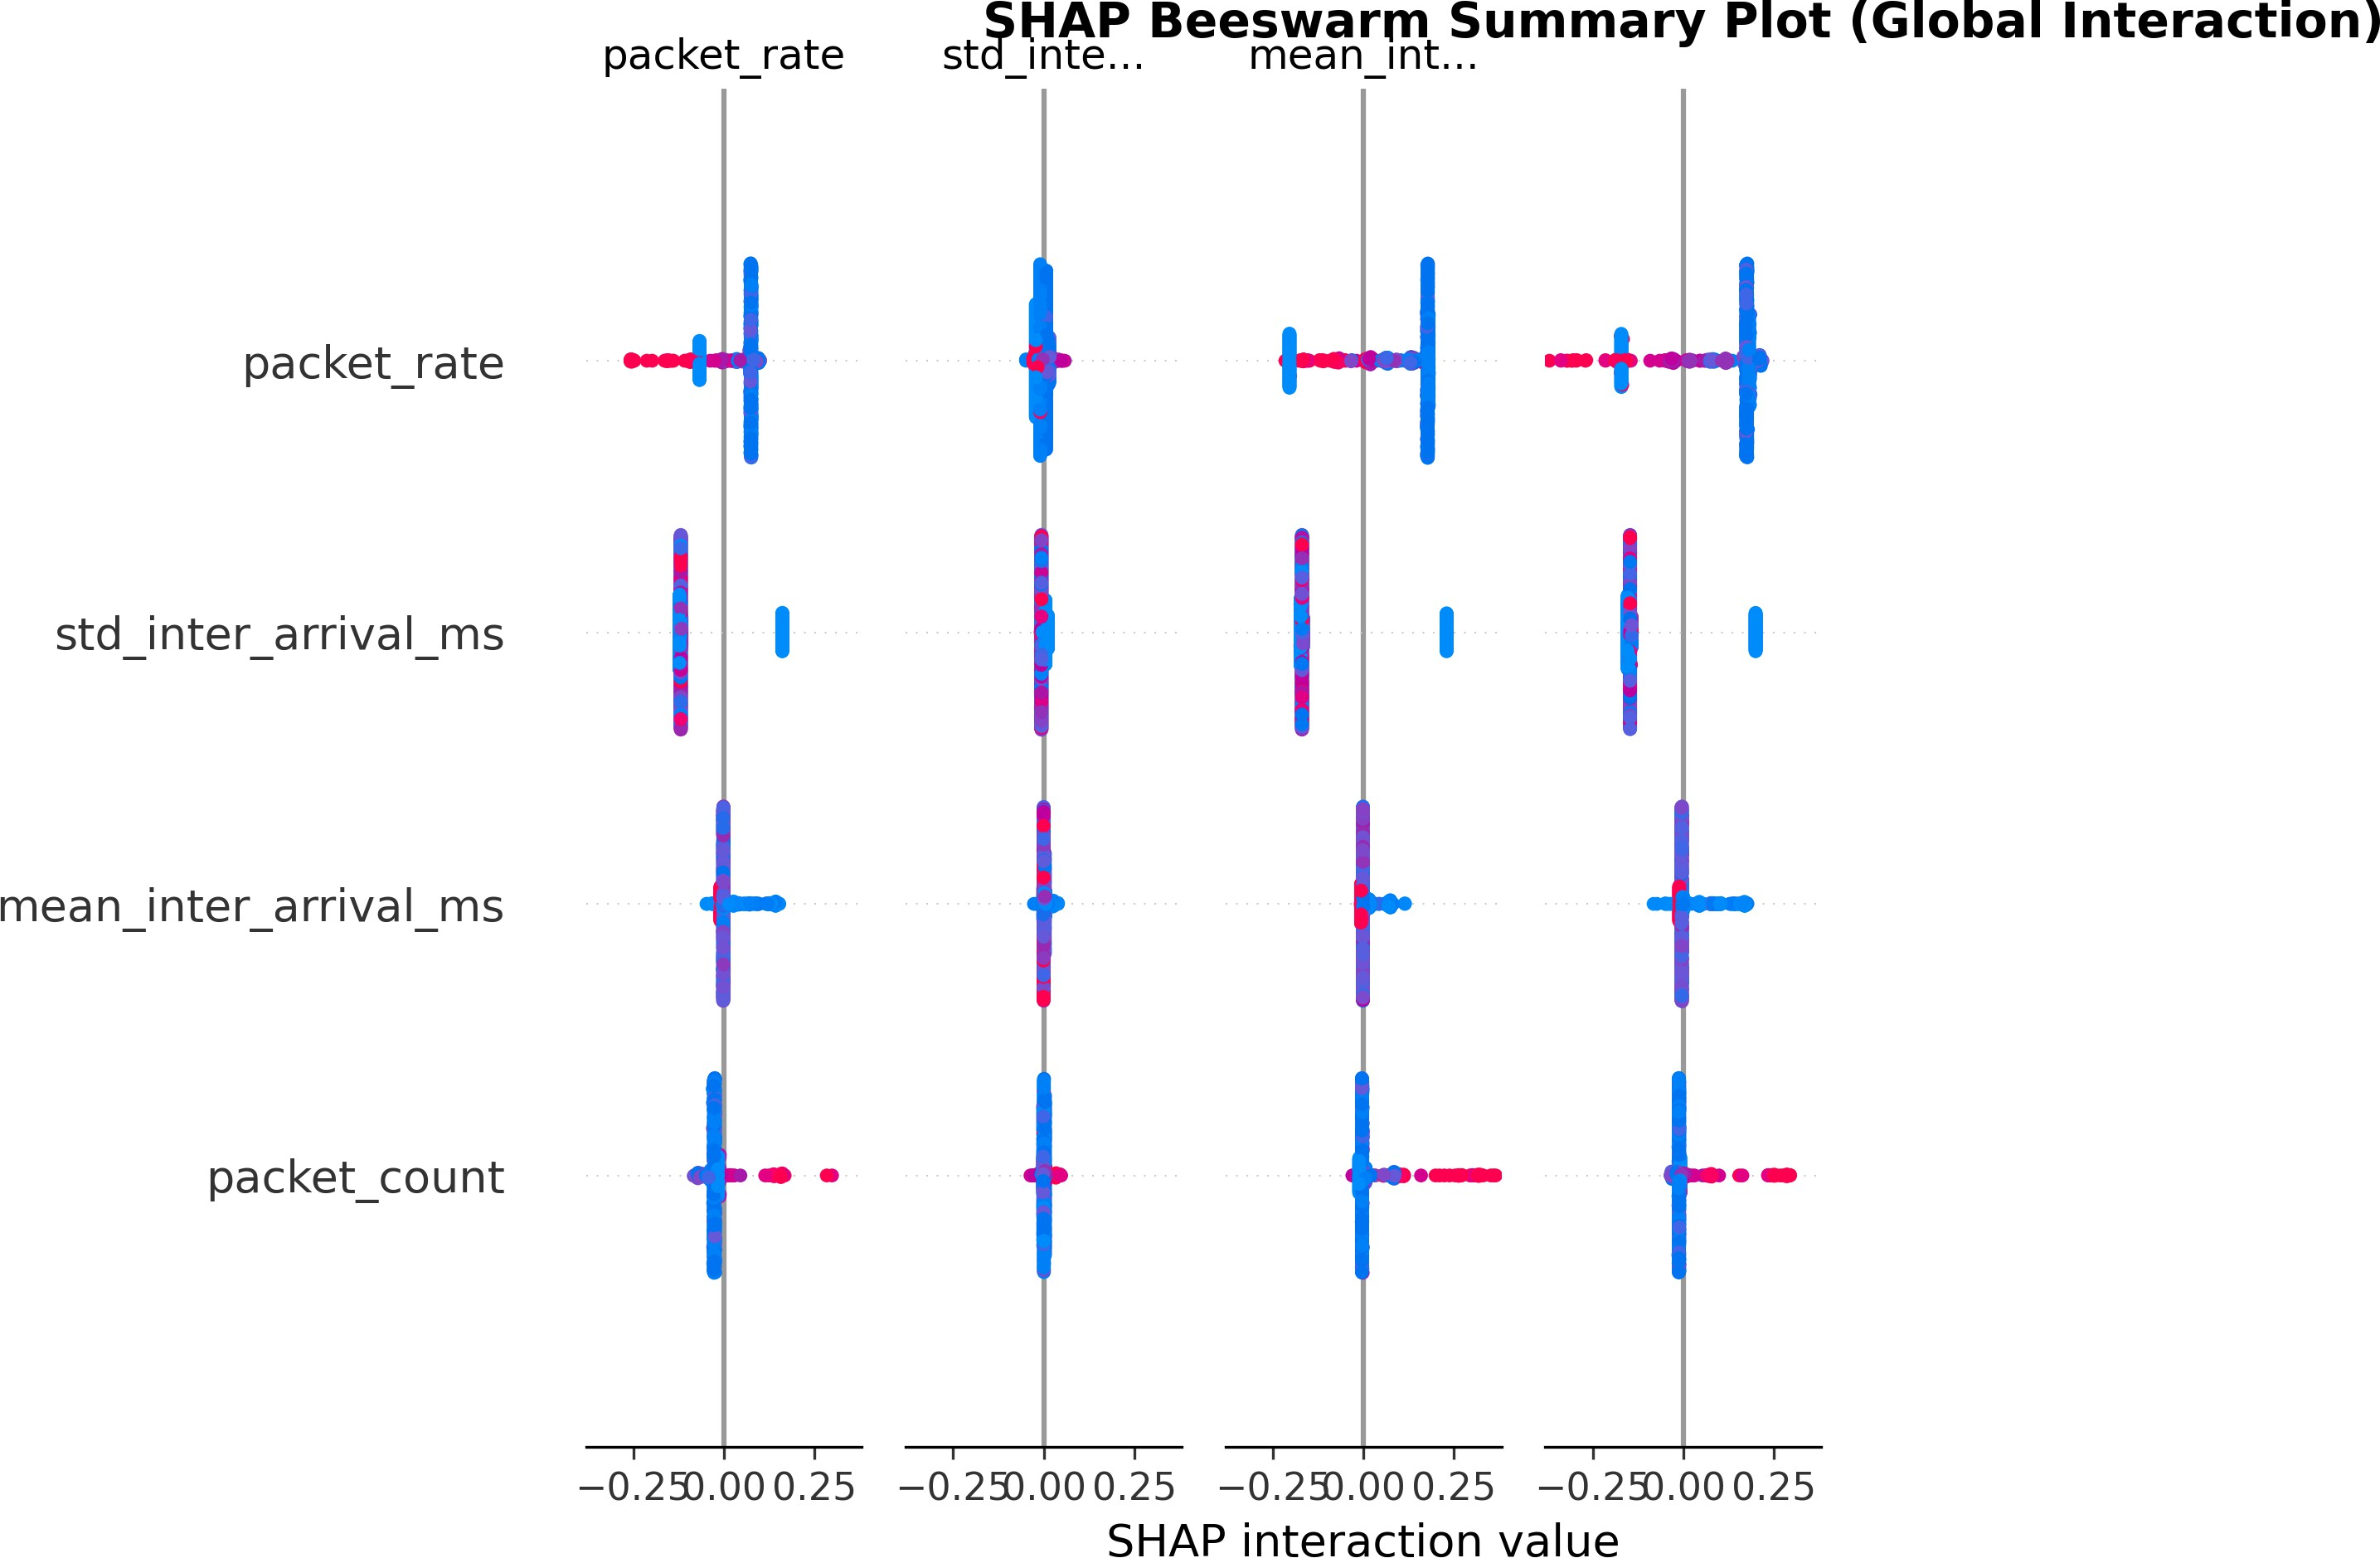 SHAP Beeswarm Summary Plot (Global Interaction)
packet_rate std_inte... mean_int...
packet_rate
std_inter_arrival_ms
mean_inter_arrival_ms
packet_count
−0.25 0.00 0.25 −0.25 0.00 0.25 −0.25 0.00 0.25 −0.25 0.00 0.25
SHAP interaction value